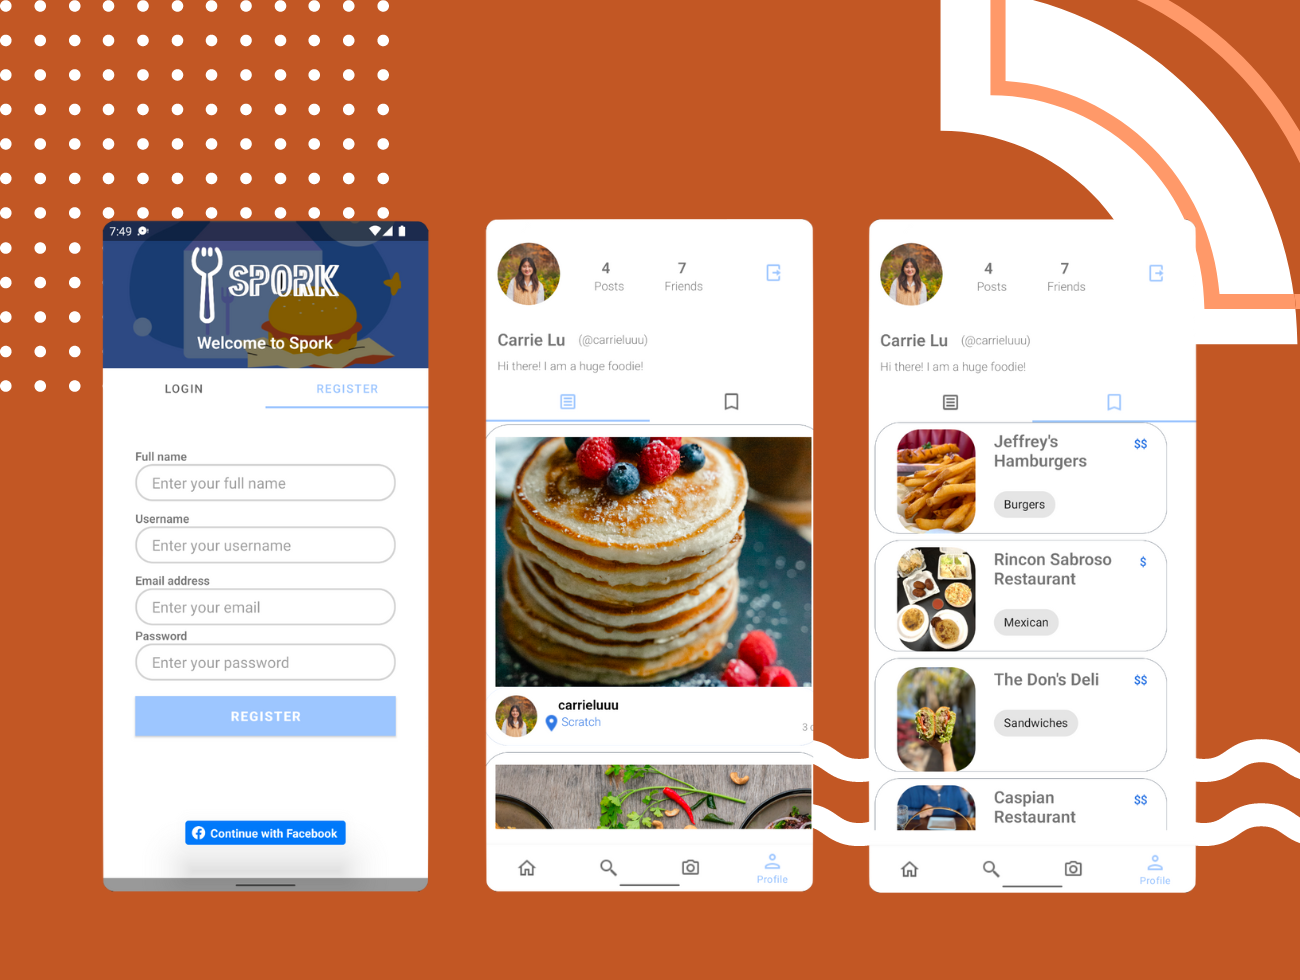 7:49
SPORK
Welcome to Spork
LOGIN
REGISTER
Full name
Enter your full name
Username
Enter your username
Email address
Enter your email
Password
Enter your password
REGISTER
Continue with Facebook
4
7
Posts
Friends
Carrie Lu (@carrieluuu)
Hi there! I am a huge foodie!
carrieluuu
Scratch
3
Profile
4
7
Posts
Friends
Carrie Lu (@carrieluuu)
Hi there! I am a huge foodie!
Jeffrey's
Hamburgers
$$
Burgers
Rincon Sabroso
Restaurant
$
Mexican
The Don's Deli
$$
Sandwiches
Caspian
Restaurant
$$
Profile